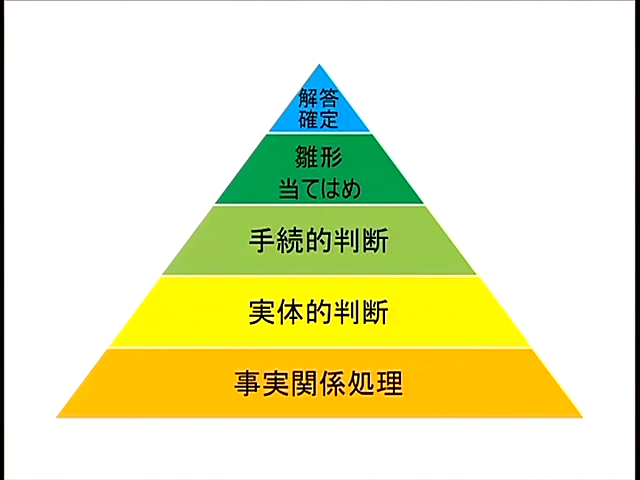 解答
確定
雛形
当てはめ
手続的判断
実体的判断
事実関係処理